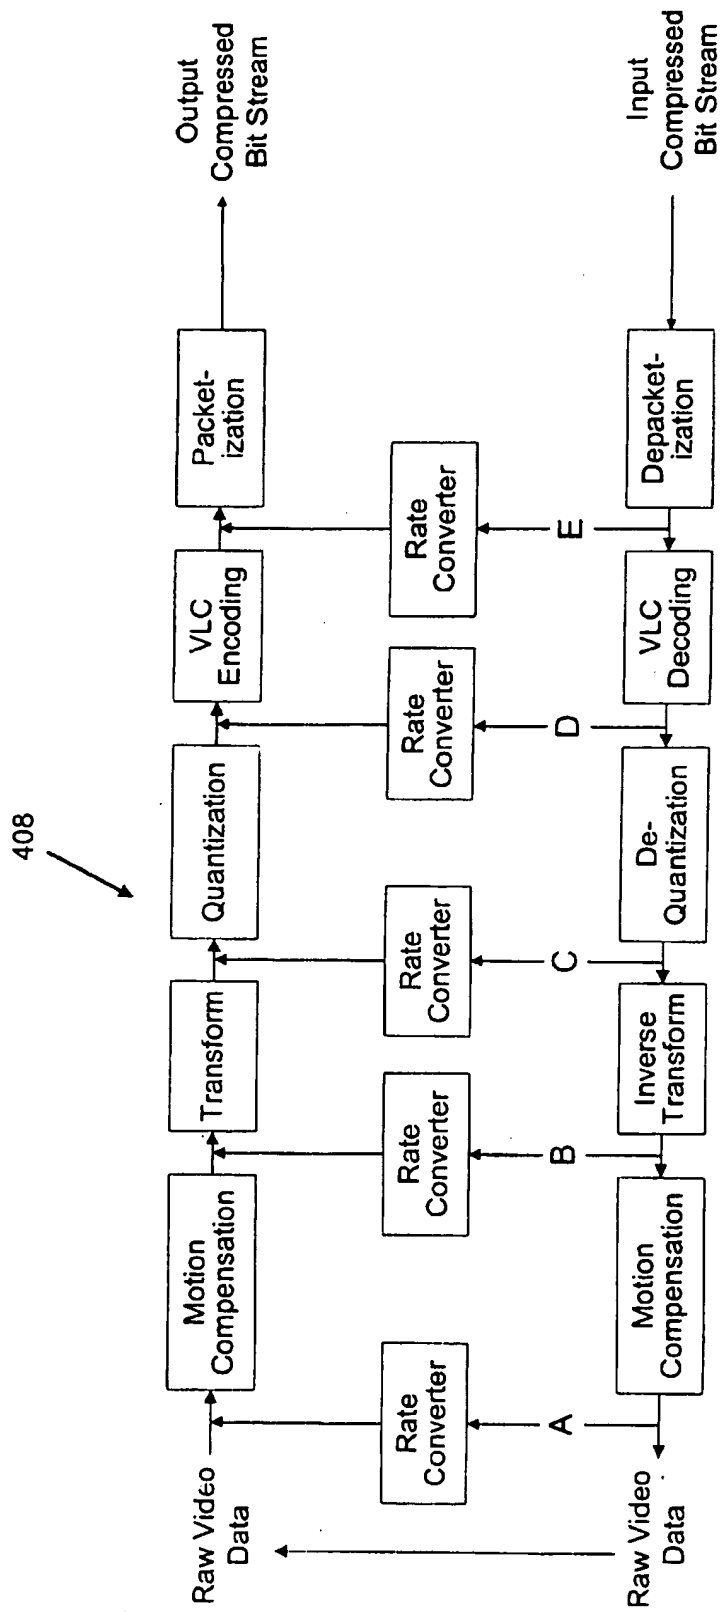 408
Raw Video
Data
Motion
Compensation
Transform
Quantization
VLC
Encoding
Packet-
ization
Output
Compressed
Bit Stream
Rate
Converter
Rate
Converter
Rate
Converter
Rate
Converter
Rate
Converter
A
B
C
D
E
Raw Video
Data
Motion
Compensation
Inverse
Transform
De-
Quantization
VLC
Decoding
Depacket-
ization
Input
Compressed
Bit Stream